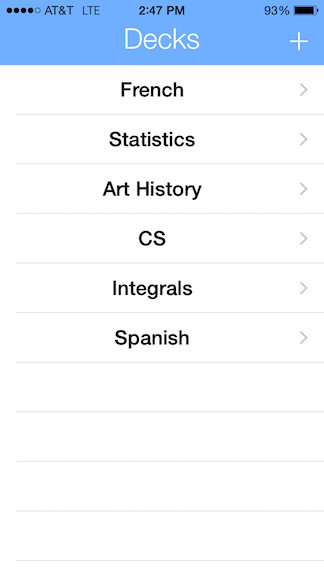 AT&T LTE 2:47 PM 93%
Decks
French
Statistics
Art History
CS
Integrals
Spanish